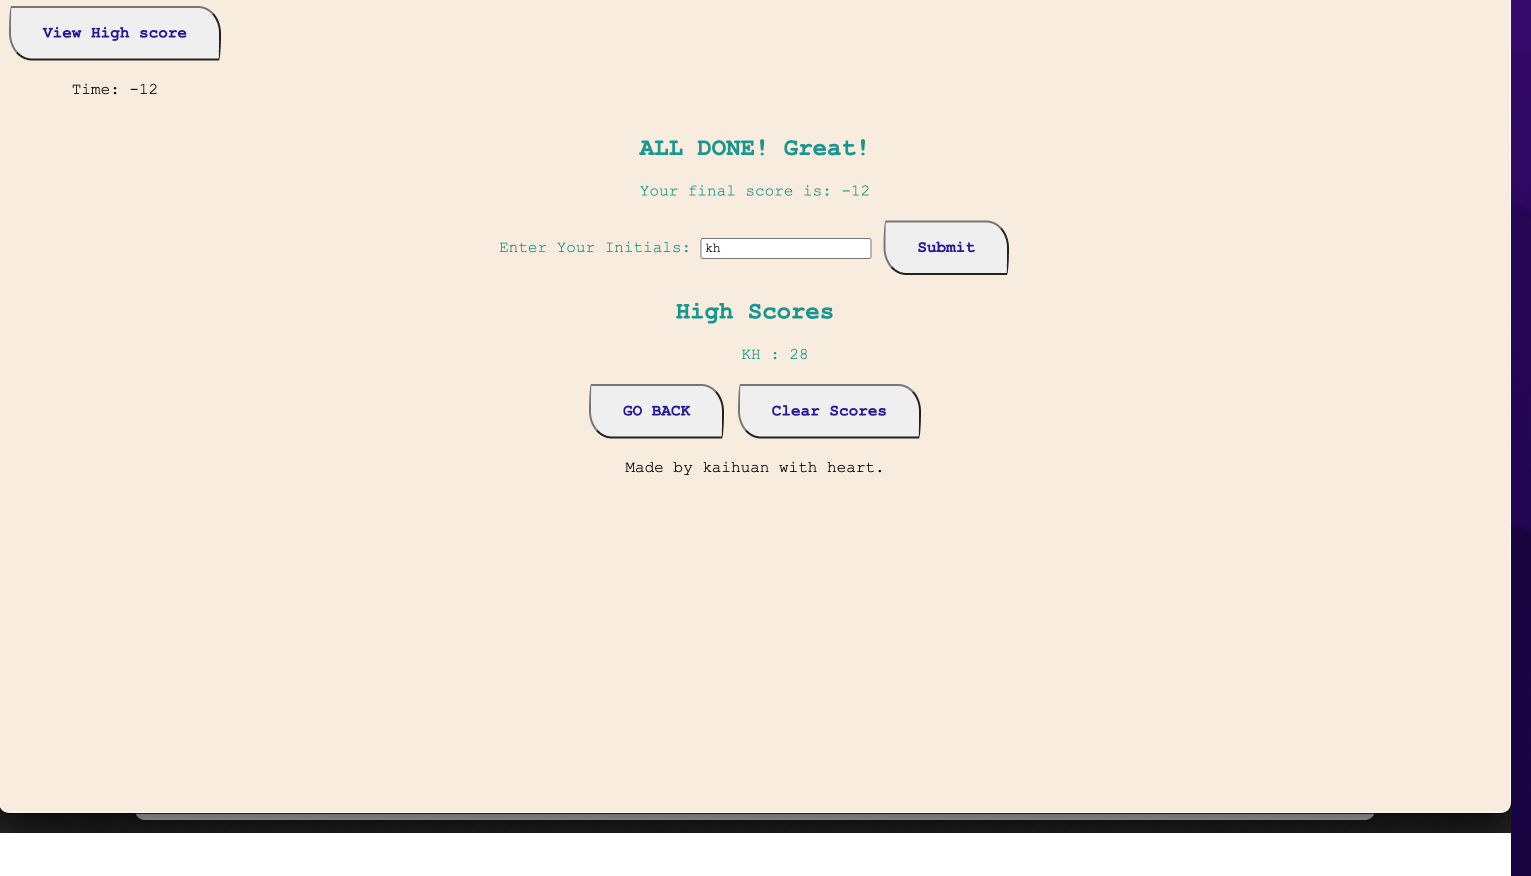 View High score
Time: -12
ALL DONE! Great!
Your final score is: -12
Enter Your Initials: kh Submit
High Scores
KH : 28
GO BACK Clear Scores
Made by kaihuan with heart.